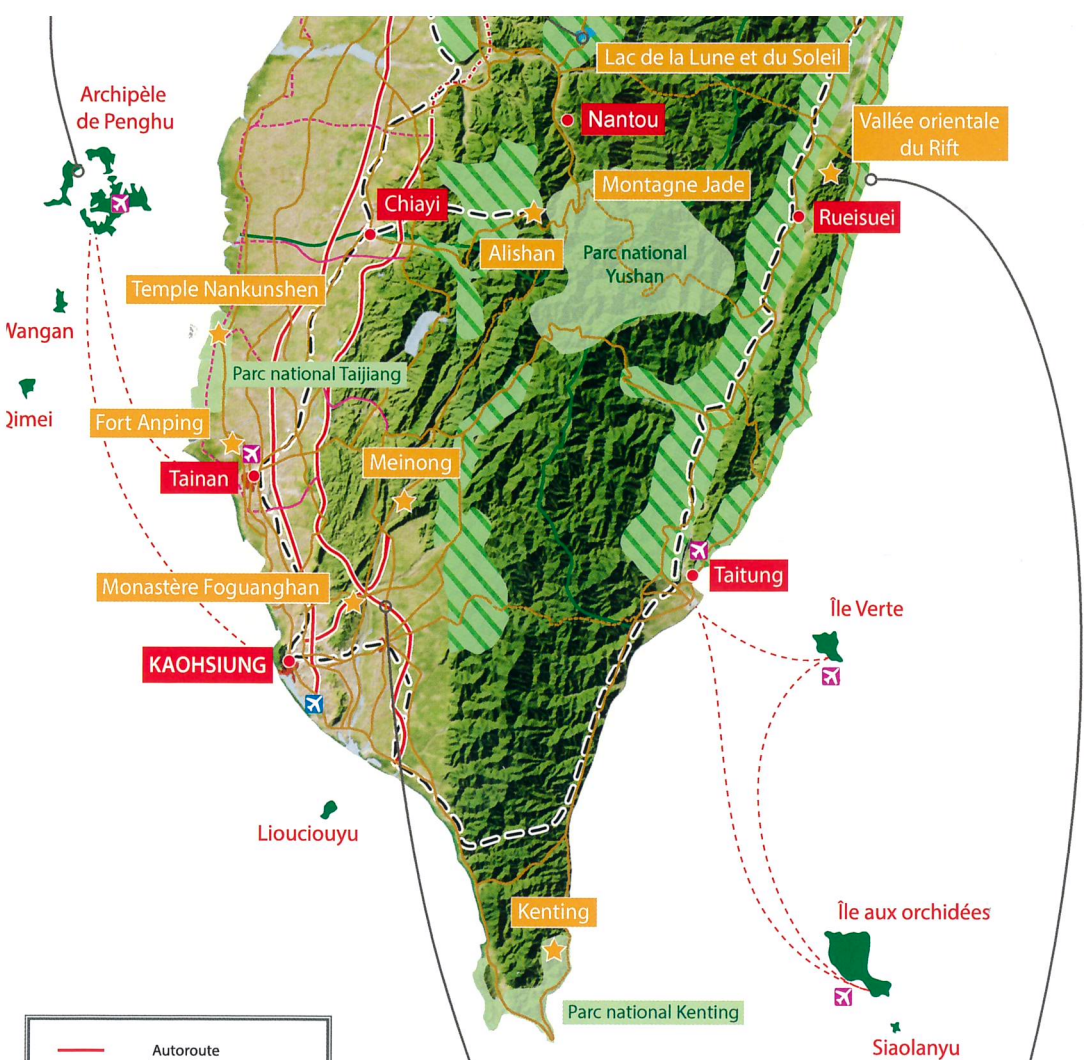 Lac de la Lune et du Soleil
Archipèle
de Penghu
Nantou
Vallée orientale
du Rift
Montagne Jade
Chiayi
Rueisuei
Alishan
Parc national
Yushan
Temple Nankunshen
Wangan
Parc national Taijiang
Qimei
Fort Anping
Meinong
Tainan
Taitung
Monastère Foguanghan
Île Verte
KAOHSIUNG
Liouciouyu
Kenting
Île aux orchidées
Parc national Kenting
Siaolanyu
Autoroute